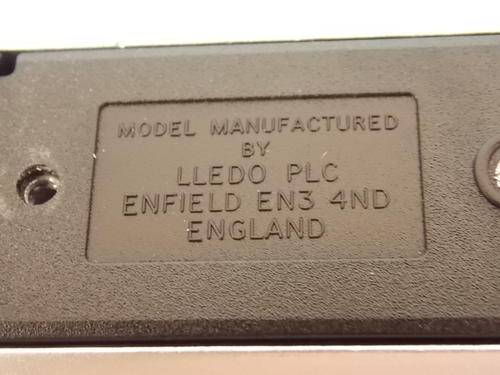 MODEL MANUFACTURED
BY
LLEDO PLC
ENFIELD EN3 4ND
ENGLAND